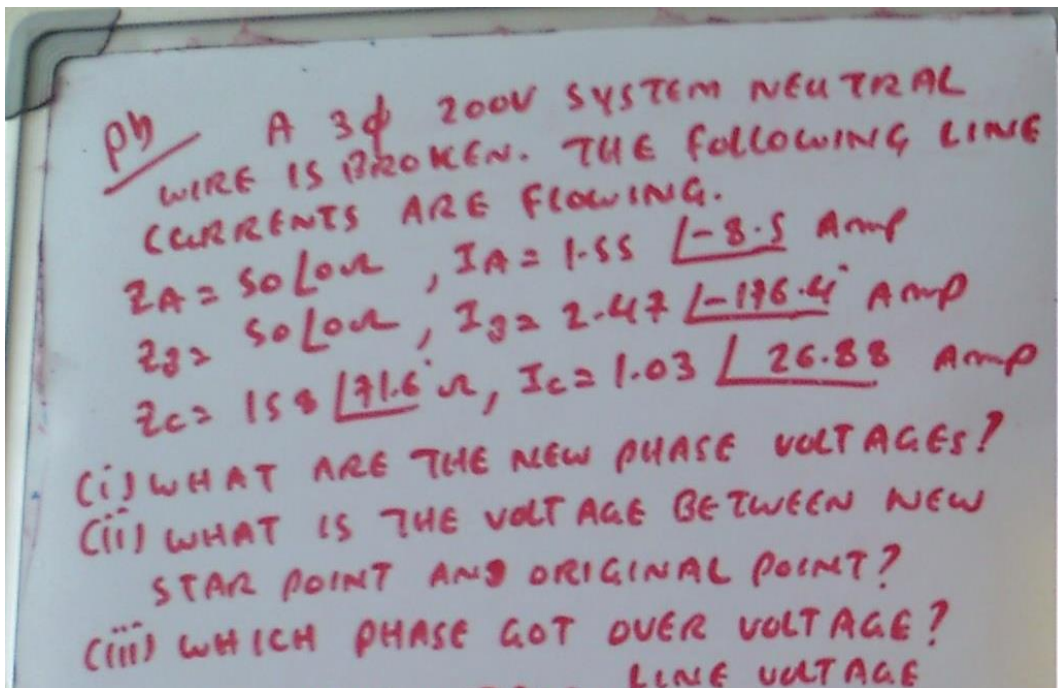 Pb A 3ϕ 200V SYSTEM NEUTRAL
WIRE IS BROKEN. THE FOLLOWING LINE
CURRENTS ARE FLOWING.
ZA = 50∠0 Ω, IA = 1.55 ∠-8.5 Amp
ZB = 50∠0 Ω, IB = 2.47 ∠-176.4° Amp
ZC = 158∠71.6° Ω, IC = 1.03 ∠26.88 Amp
(i) WHAT ARE THE NEW PHASE VOLTAGES?
(ii) WHAT IS THE VOLTAGE BETWEEN NEW
STAR POINT AND ORIGINAL POINT?
(iii) WHICH PHASE GOT OVER VOLTAGE?
LINE VOLTAGE